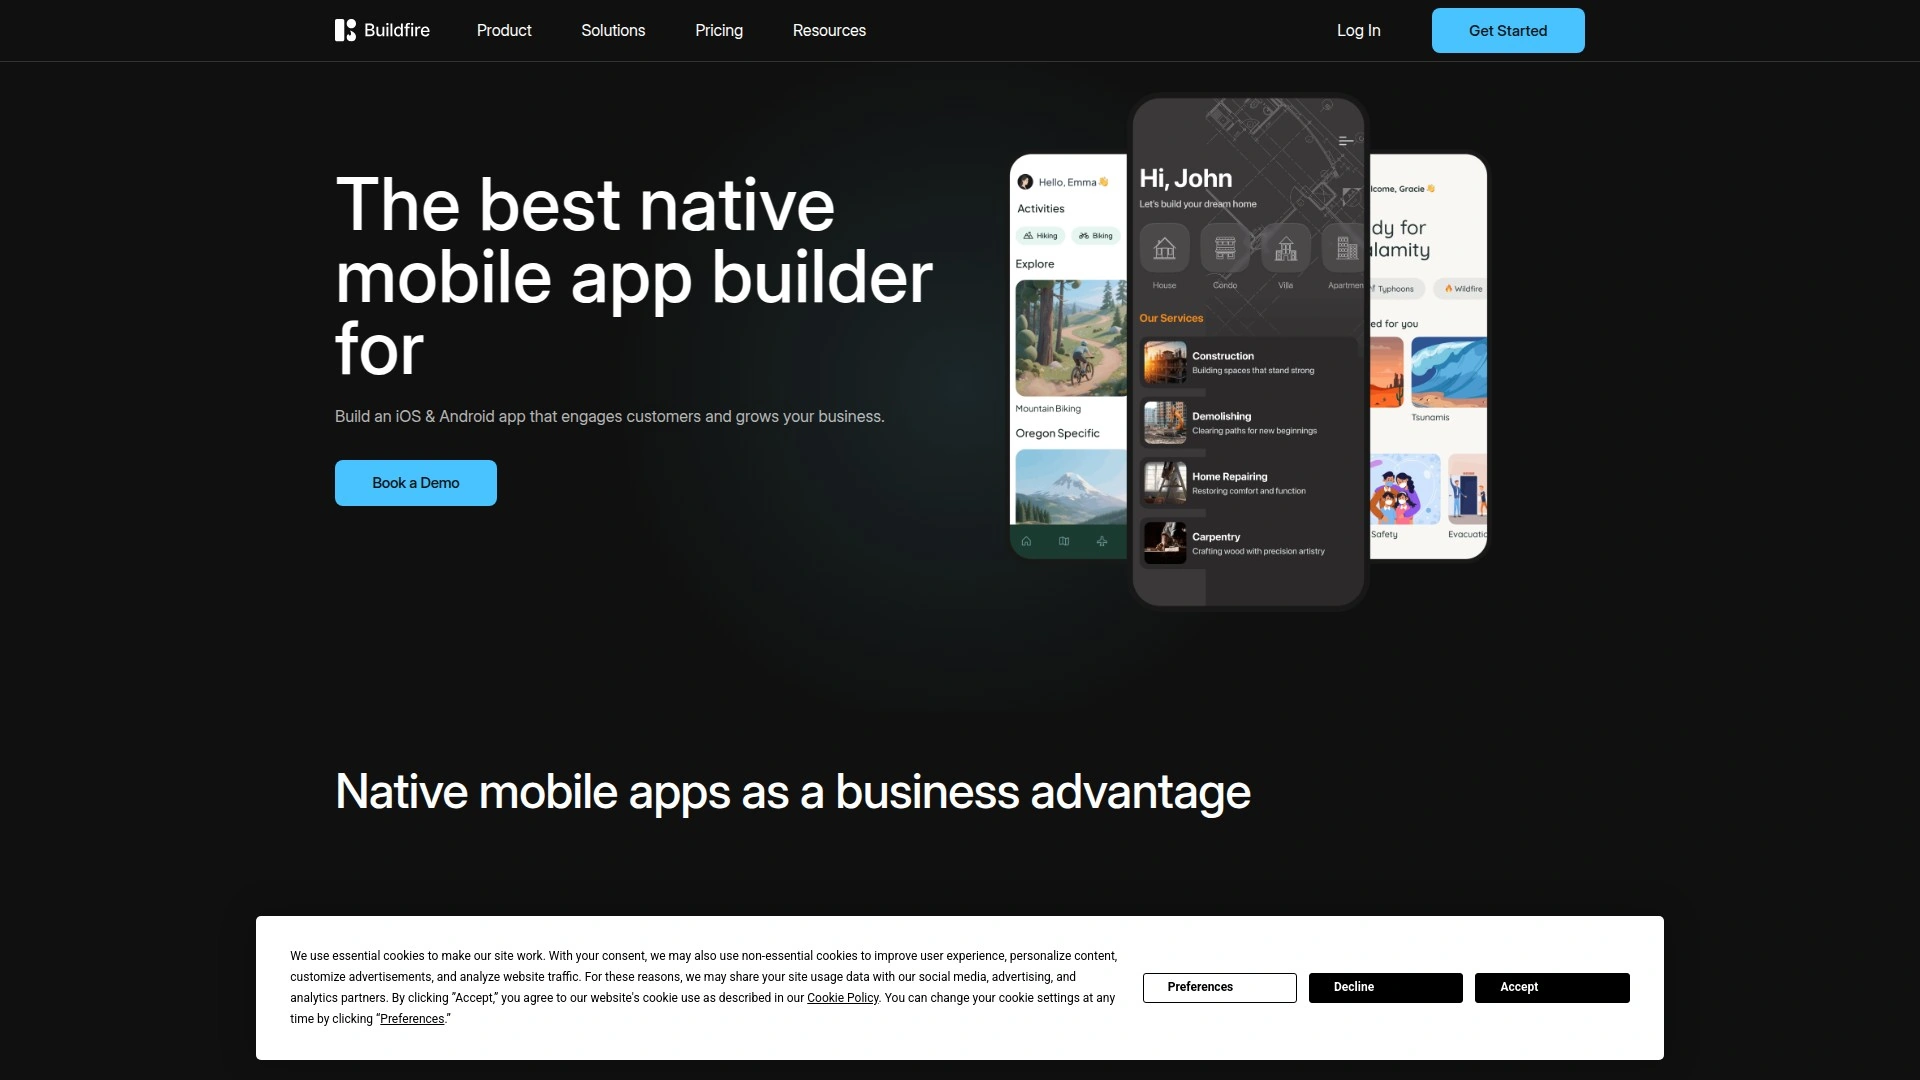 Buildfire
Product
Solutions
Pricing
Resources
Log In
Get Started
The best native
mobile app builder
for
Build an iOS & Android app that engages customers and grows your business.
Book a Demo
Hello, Emma 👋
Activities
Hiking
Biking
Explore
Mountain Biking
Oregon Specific
Hi, John
Let's build your dream home
House
Condo
Villa
Apartmen
Our Services
Construction
Building spaces that stand strong
Demolishing
Clearing paths for new beginnings
Home Repairing
Restoring comfort and function
Carpentry
Crafting wood with precision artistry
lcome, Gracie 👋
dy for
alamity
Typhoons
🔥 Wildfire
ed for you
Tsunamis
Safety
Evacuatio
Native mobile apps as a business advantage
We use essential cookies to make our site work. With your consent, we may also use non-essential cookies to improve user experience, personalize content,
customize advertisements, and analyze website traffic. For these reasons, we may share your site usage data with our social media, advertising, and
analytics partners. By clicking "Accept," you agree to our website's cookie use as described in our Cookie Policy. You can change your cookie settings at any
time by clicking "Preferences."
Preferences
Decline
Accept